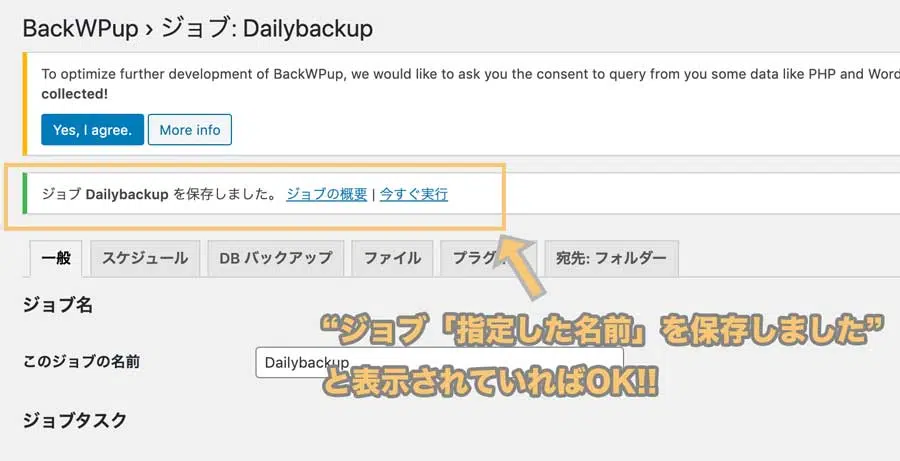 BackWPup › ジョブ: Dailybackup
To optimize further development of BackWPup, we would like to ask you the consent to query from you some data like PHP and Word
collected!
Yes, I agree.
More info
ジョブ Dailybackup を保存しました。 ジョブの概要 | 今すぐ実行
一般 スケジュール DB バックアップ ファイル プラグ 宛先: フォルダー
ジョブ名
“ジョブ「指定した名前」を保存しました”
このジョブの名前 Dailybackup
と表示されていればOK!!
ジョブタスク